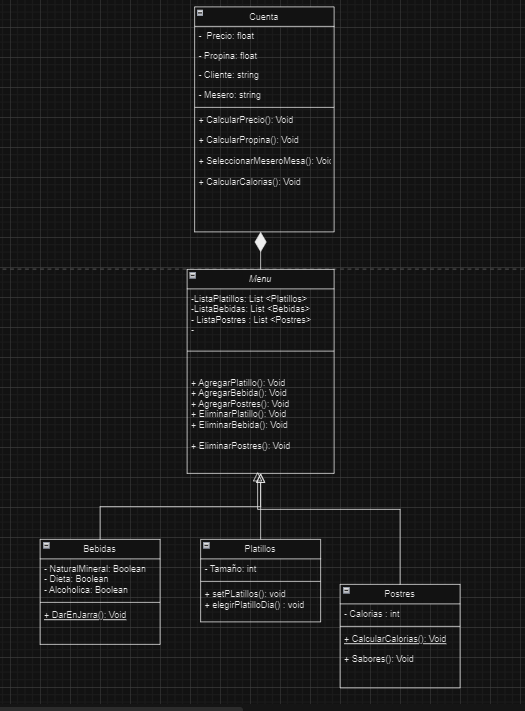 Cuenta
- Precio: float
- Propina: float
- Cliente: string
- Mesero: string
+ CalcularPrecio(): Void
+ CalcularPropina(): Void
+ SeleccionarMeseroMesa(): Void
+ CalcularCalorias(): Void
Menu
-ListaPlatillos: List <Platillos>
-ListaBebidas: List <Bebidas>
- ListaPostres : List <Postres>
-
+ AgregarPlatillo(): Void
+ AgregarBebida(): Void
+ AgregarPostres(): Void
+ EliminarPlatillo(): Void
+ EliminarBebida(): Void
+ EliminarPostres(): Void
Bebidas
- NaturalMineral: Boolean
- Dieta: Boolean
- Alcoholica: Boolean
+ DarEnJarra(): Void
Platillos
- Tamaño: int
+ setPLatillos(): void
+ elegirPlatilloDia() : void
Postres
- Calorias : int
+ CalcularCalorias(): Void
+ Sabores(): Void